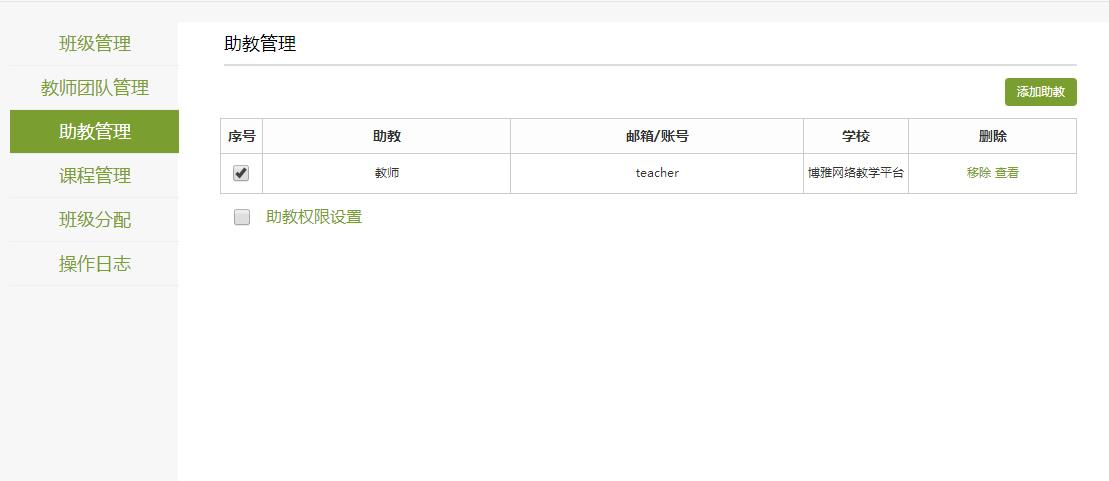 班级管理
教师团队管理
助教管理
课程管理
班级分配
操作日志
助教管理
添加助教
序号 助教 邮箱/账号 学校 删除
教师 teacher 博雅网络教学平台 移除 查看
助教权限设置